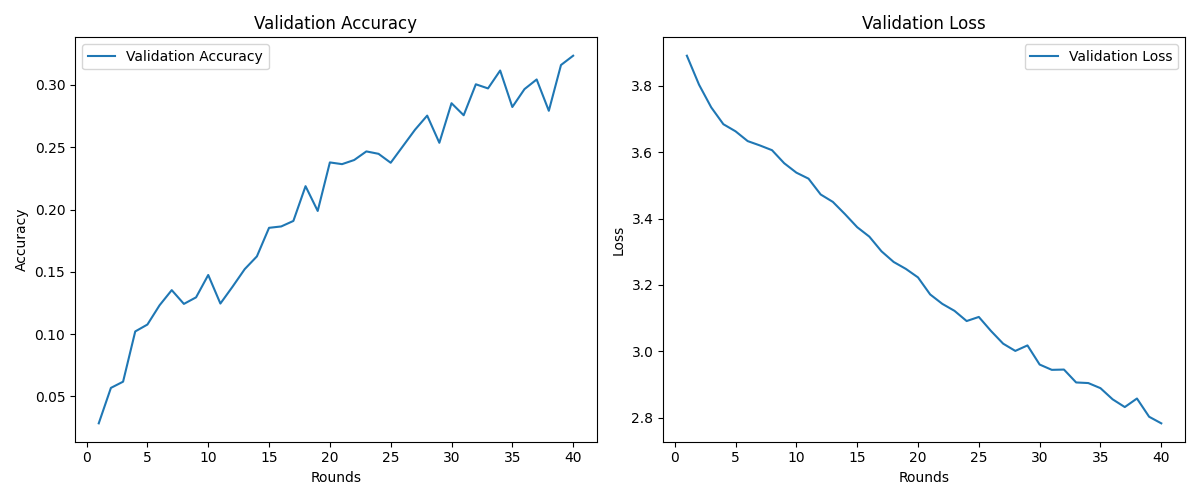 Validation Accuracy
Validation Accuracy
0.30
0.25
0.20
0.15
0.10
0.05
Accuracy
0 5 10 15 20 25 30 35 40
Rounds
Validation Loss
Validation Loss
3.8
3.6
3.4
3.2
3.0
2.8
Loss
0 5 10 15 20 25 30 35 40
Rounds